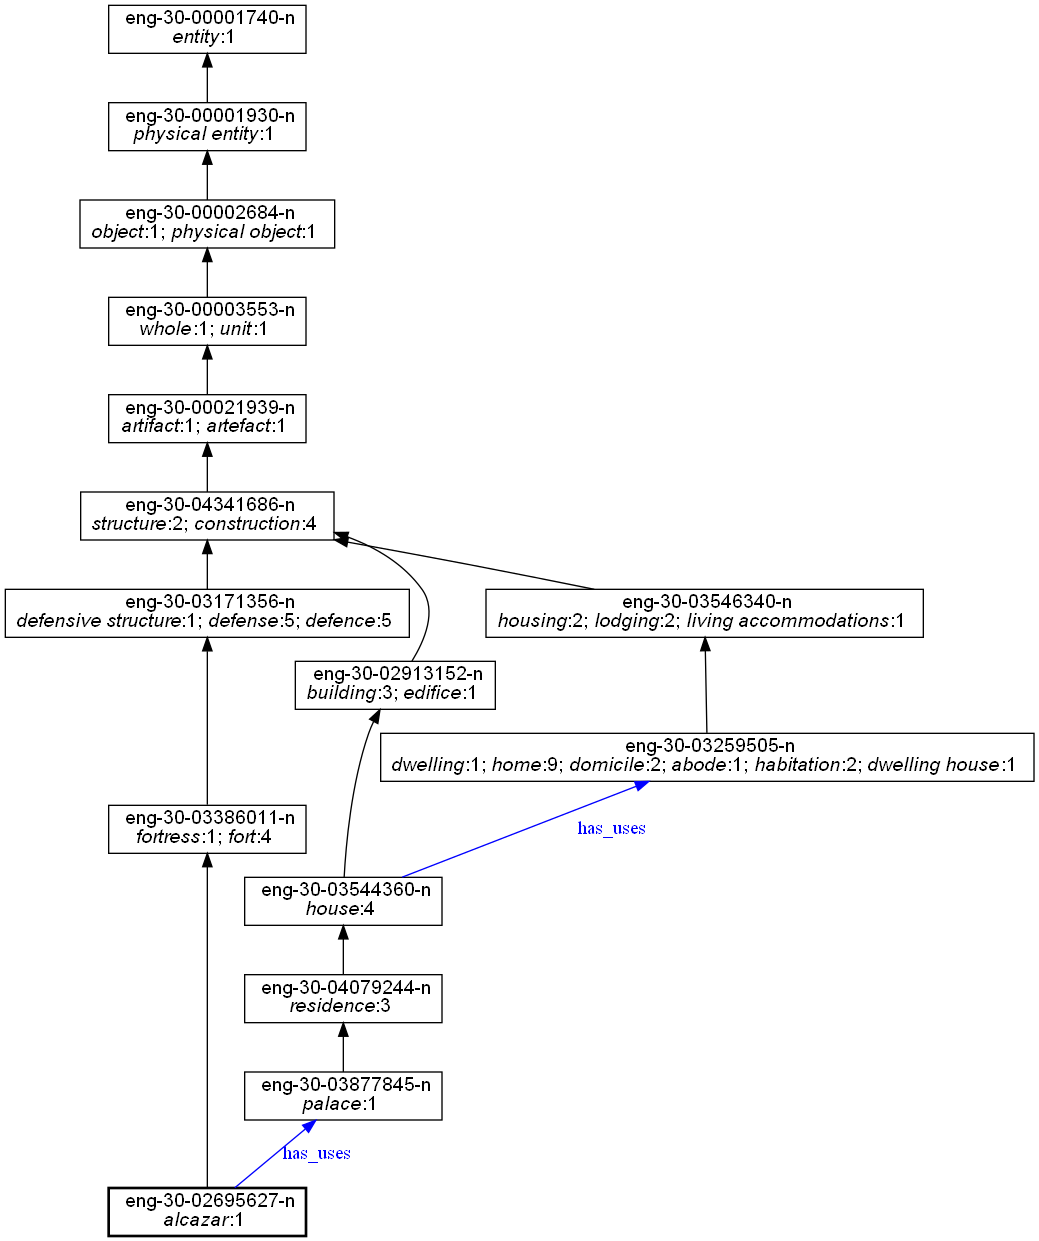 eng-30-00001740-n
entity:1
eng-30-00001930-n
physical entity:1
eng-30-00002684-n
object:1; physical object:1
eng-30-00003553-n
whole:1; unit:1
eng-30-00021939-n
artifact:1; artefact:1
eng-30-04341686-n
structure:2; construction:4
eng-30-03171356-n
defensive structure:1; defense:5; defence:5
eng-30-03546340-n
housing:2; lodging:2; living accommodations:1
eng-30-02913152-n
building:3; edifice:1
eng-30-03259505-n
dwelling:1; home:9; domicile:2; abode:1; habitation:2; dwelling house:1
eng-30-03386011-n
fortress:1; fort:4
has_uses
eng-30-03544360-n
house:4
eng-30-04079244-n
residence:3
eng-30-03877845-n
palace:1
has_uses
eng-30-02695627-n
alcazar:1